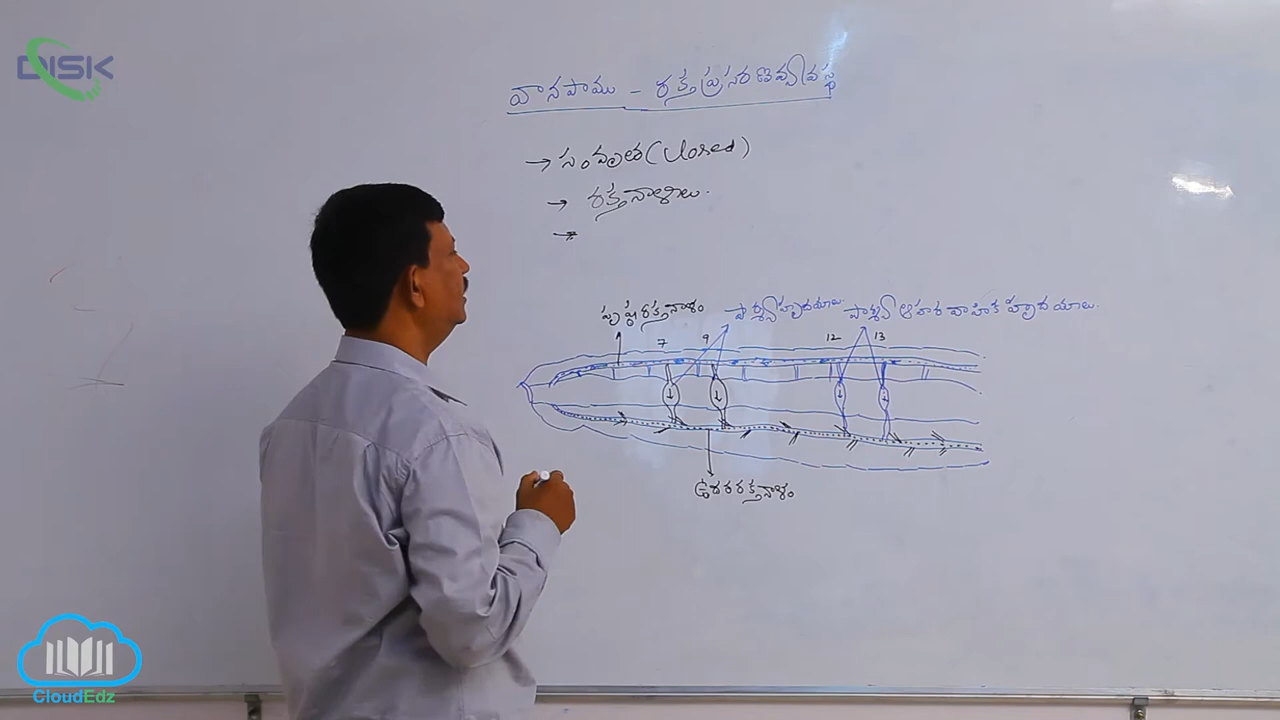 DISK
వానపాము - రక్తప్రసరణవ్యవస్థ
→ సంవృత (Closed)
→ రక్తనాళాలు.
→
పృష్ఠరక్తనాళం పార్శ్వహృదయాలు. పార్శ్వ ఆహార వాహిక హృదయాలు.
7 9 12 13
ఉదరరక్తనాళం
CloudEdz